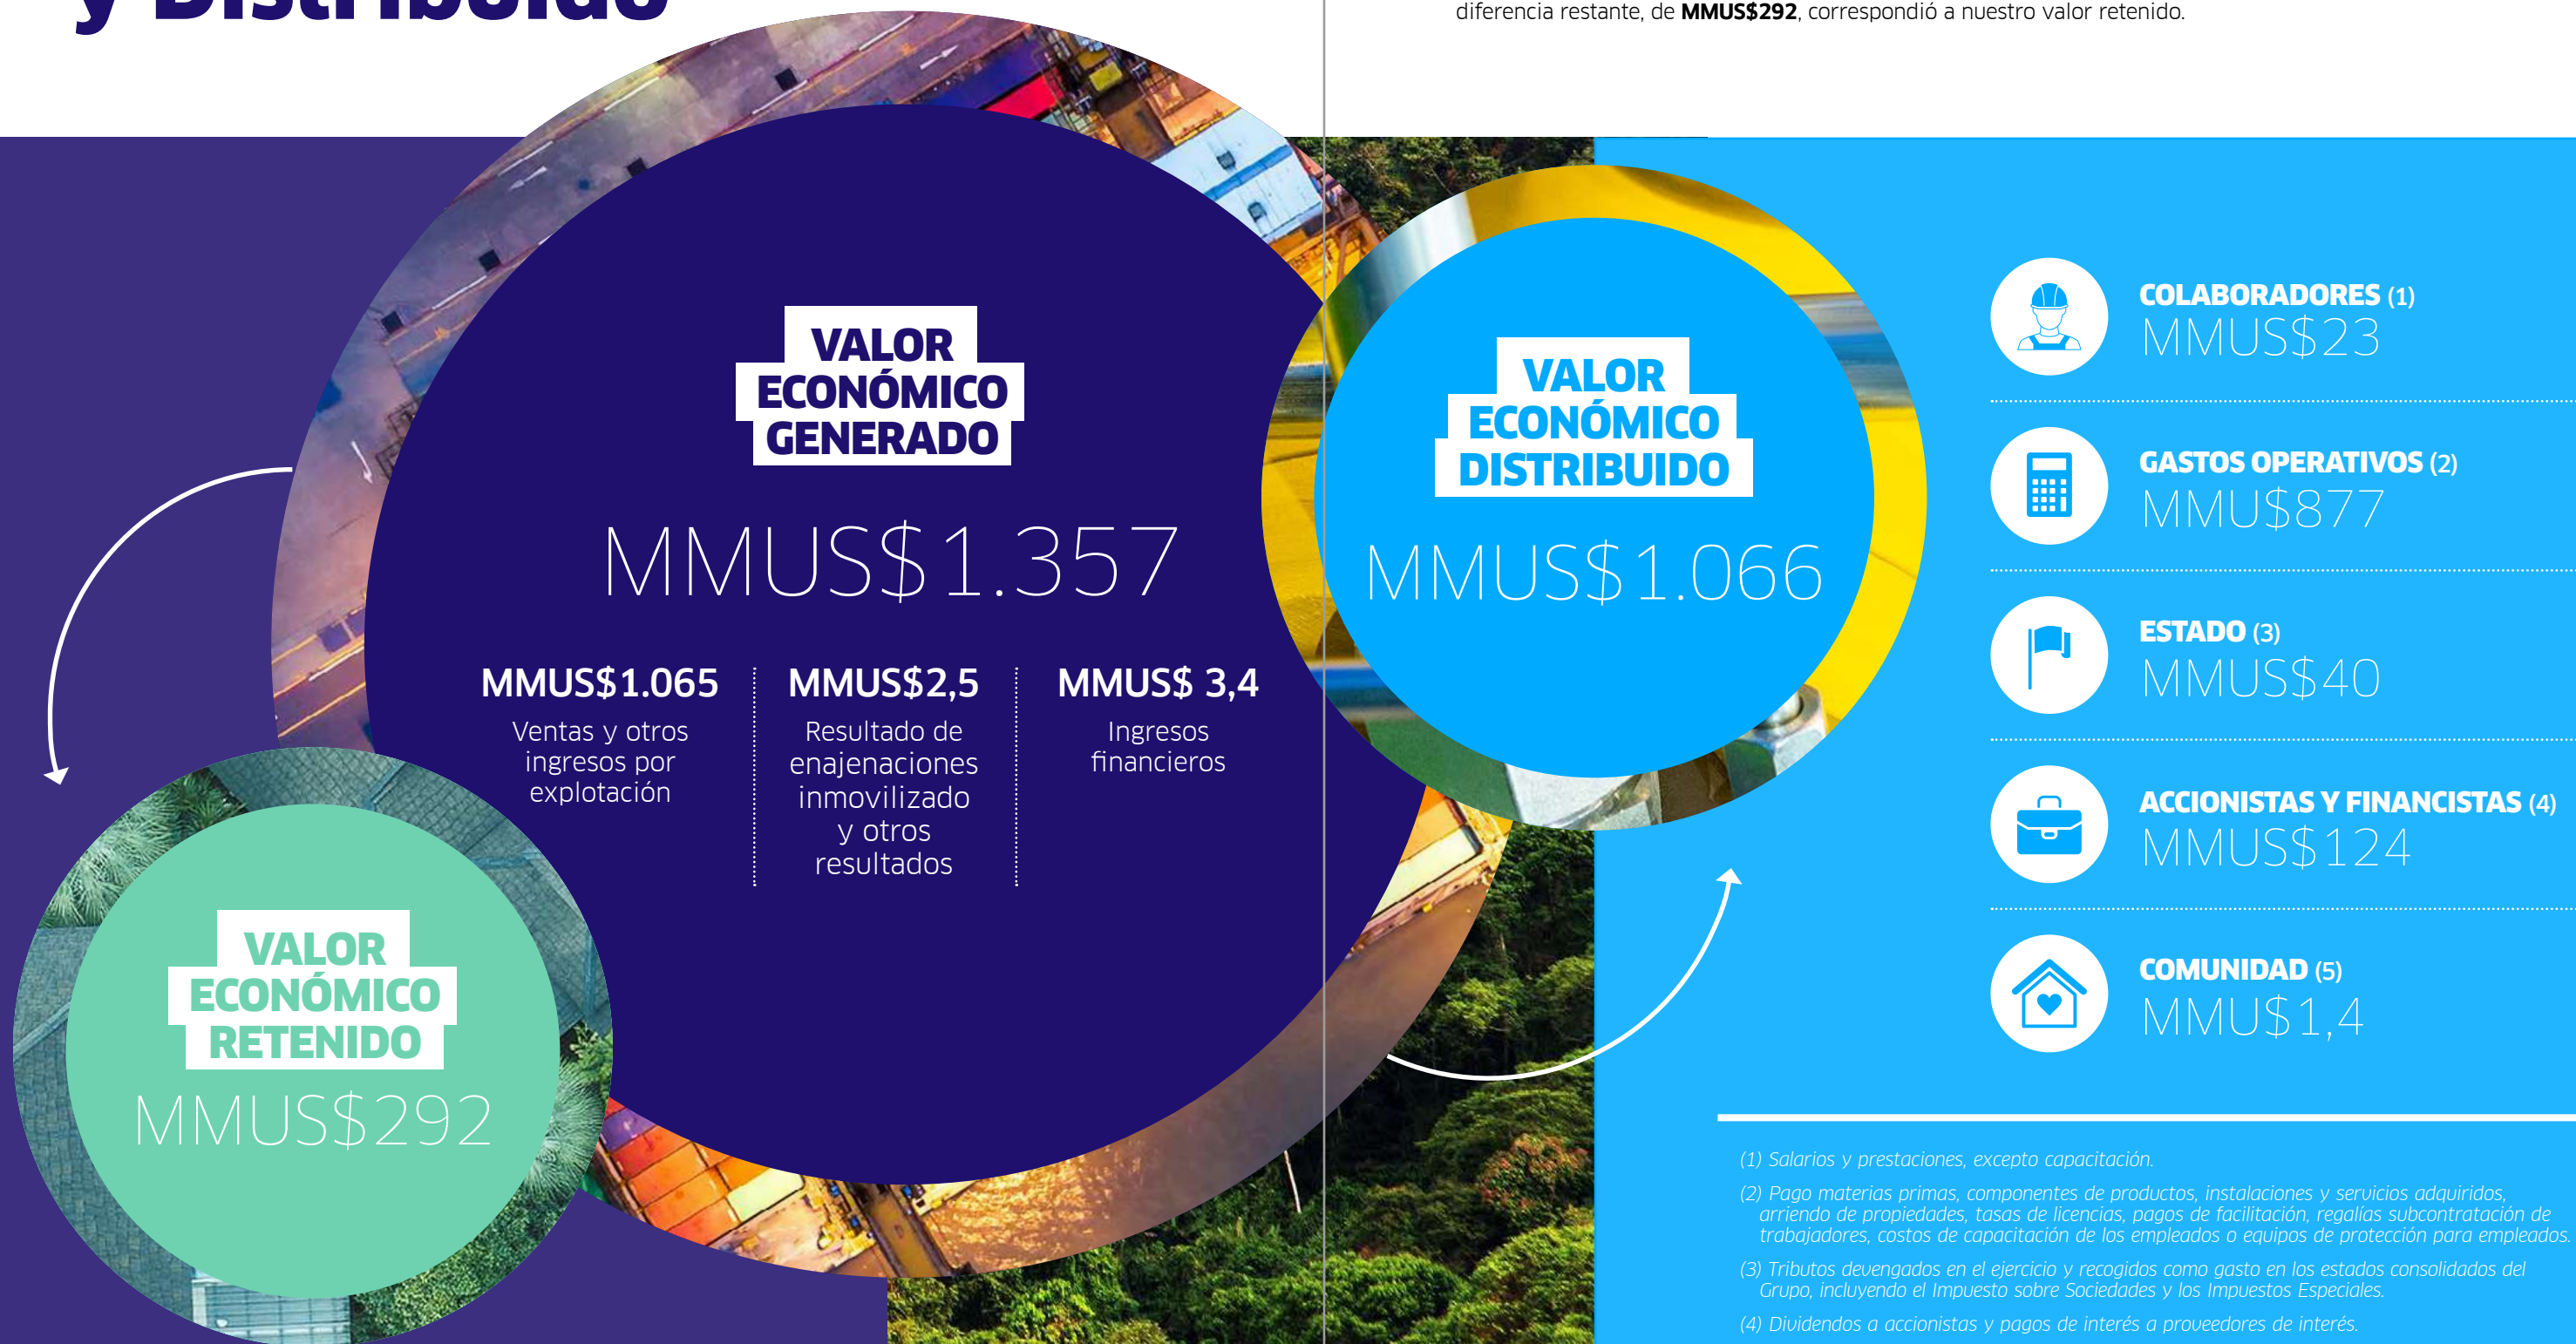 y Distribuido
diferencia restante, de MMUS$292, correspondió a nuestro valor retenido.
VALOR
ECONÓMICO
GENERADO
MMUS$1.357
MMUS$1.065
Ventas y otros
ingresos por
explotación
MMUS$2,5
Resultado de
enajenaciones
inmovilizado
y otros
resultados
MMUS$ 3,4
Ingresos
financieros
VALOR
ECONÓMICO
RETENIDO
MMUS$292
VALOR
ECONÓMICO
DISTRIBUIDO
MMUS$1.066
COLABORADORES (1)
MMUS$23
GASTOS OPERATIVOS (2)
MMU$877
ESTADO (3)
MMUS$40
ACCIONISTAS Y FINANCISTAS (4)
MMUS$124
COMUNIDAD (5)
MMU$1,4
(1) Salarios y prestaciones, excepto capacitación.
(2) Pago materias primas, componentes de productos, instalaciones y servicios adquiridos,
arriendo de propiedades, tasas de licencias, pagos de facilitación, regalías subcontratación de
trabajadores, costos de capacitación de los empleados o equipos de protección para empleados.
(3) Tributos devengados en el ejercicio y recogidos como gasto en los estados consolidados del
Grupo, incluyendo el Impuesto sobre Sociedades y los Impuestos Especiales.
(4) Dividendos a accionistas y pagos de interés a proveedores de interés.